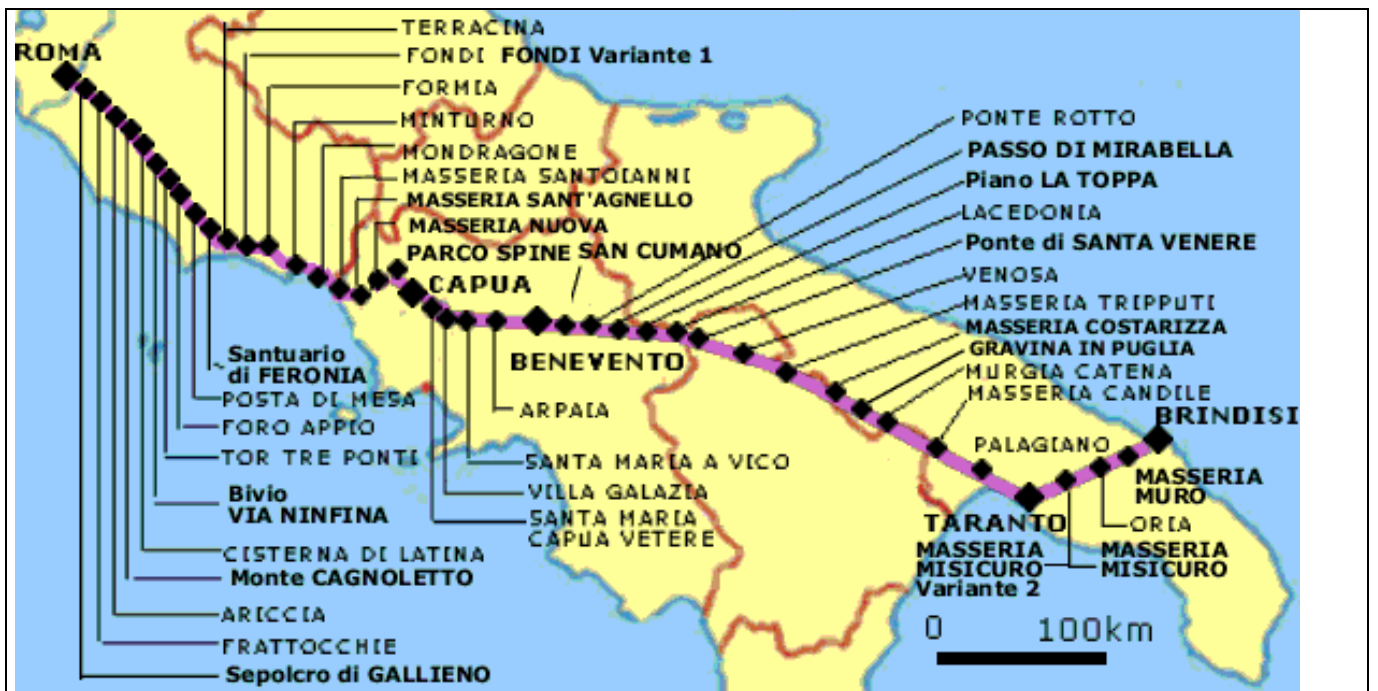 TERRACINA
ROMA
FONDI FONDI Variante 1
FORMIA
MINTURNO
MONDRAGONE
MASSERIA SANTOIANNI
MASSERIA SANT'AGNELLO
MASSERIA NUOVA
PARCO SPINE
SAN CUMANO
CAPUA
BENEVENTO
PONTE ROTTO
PASSO DI MIRABELLA
Piano LA TOPPA
LACEDONIA
Ponte di SANTA VENERE
VENOSA
MASSERIA TRIPPUTI
MASSERIA COSTARIZZA
GRAVINA IN PUGLIA
MURGIA CATENA
MASSERIA CANDILE
BRINDISI
PALAGIANO
MASSERIA
MURO
TARANTO
ORIA
MASSERIA
MISICURO
Variante 2
MASSERIA
MISICURO
Santuario
di FERONIA
POSTA DI MESA
FORO APPIO
TOR TRE PONTI
Bivio
VIA NINFINA
CISTERNA DI LATINA
Monte CAGNOLETTO
ARICCIA
FRATTOCCHIE
Sepolcro di GALLIENO
ARPAIA
SANTA MARIA A VICO
VILLA GALAZIA
SANTA MARIA
CAPUA VETERE
0 100km